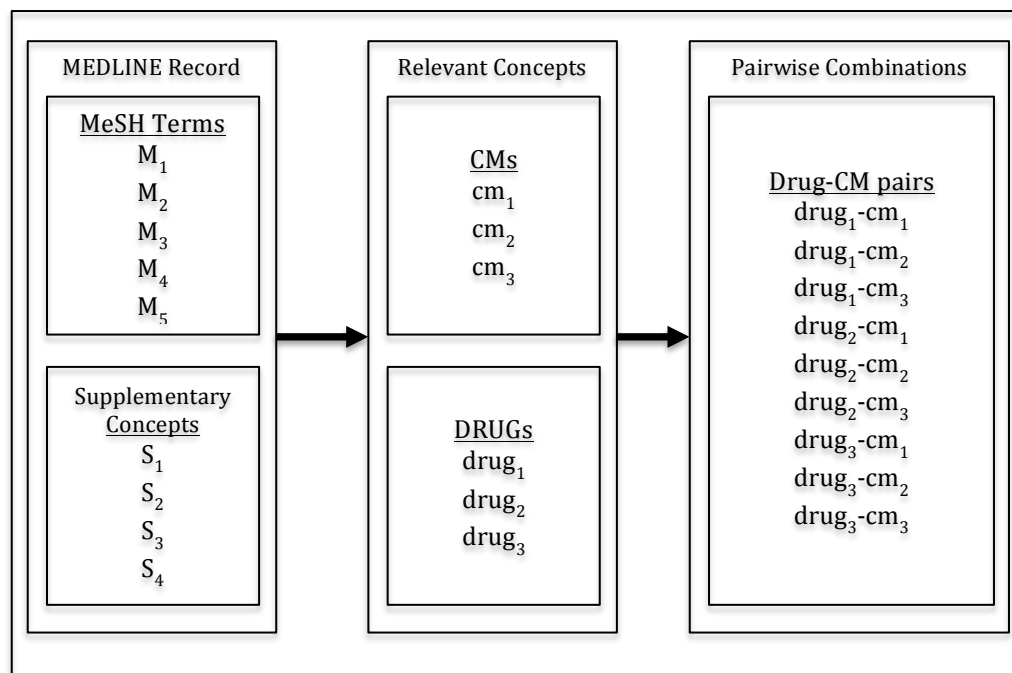 MEDLINE Record
MeSH Terms
M₁
M₂
M₃
M₄
M₅
Supplementary
Concepts
S₁
S₂
S₃
S₄
Relevant Concepts
CMs
cm₁
cm₂
cm₃
DRUGs
drug₁
drug₂
drug₃
Pairwise Combinations
Drug-CM pairs
drug₁-cm₁
drug₁-cm₂
drug₁-cm₃
drug₂-cm₁
drug₂-cm₂
drug₂-cm₃
drug₃-cm₁
drug₃-cm₂
drug₃-cm₃